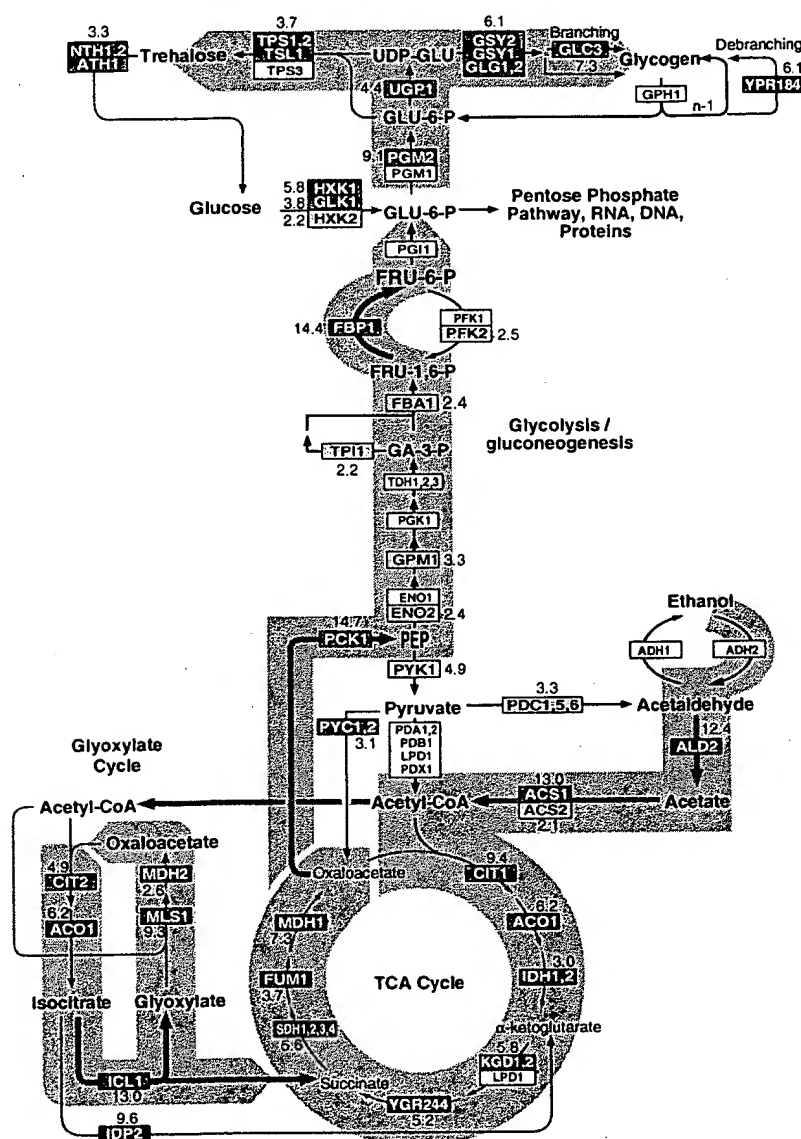 3.3
NTH1,2
ATH1
Trehalose
3.7
TPS1,2
TSL1
TPS3
UDP-GLU
6.1
GSY2
GSY1
GLG1,2
Branching
GLC3
7.3
Glycogen
Debranching
6.1
YPR184
GPH1
n-1
4.4
UGP1
GLU-6-P
9.1
PGM2
PGM1
Glucose
5.8
3.8
2.2
HXK1
GLK1
HXK2
GLU-6-P
Pentose Phosphate
Pathway, RNA, DNA,
Proteins
PGI1
FRU-6-P
14.4
FBP1
PFK1
PFK2
2.5
FRU-1,6-P
FBA1
2.4
Glycolysis /
gluconeogenesis
TPI1
2.2
GA-3-P
TDH1,2,3
PGK1
GPM1
3.3
ENO1
ENO2
2.4
14.7
PCK1
PEP
PYK1
4.9
Ethanol
ADH1
ADH2
Pyruvate
3.3
PDC1,5,6
Acetaldehyde
PYC1,2
3.1
PDA1,2
PDB1
LPD1
PDX1
12.4
ALD2
Glyoxylate
Cycle
Acetyl-CoA
Acetyl-CoA
13.0
ACS1
ACS2
2.1
Acetate
Oxaloacetate
4.9
CIT2
MDH2
2.6
6.2
ACO1
MLS1
9.3
Isocitrate
Glyoxylate
ICL1
13.0
9.6
IDP2
Oxaloacetate
9.4
CIT1
MDH1
7.3
6.2
ACO1
TCA Cycle
3.0
IDH1,2
FUM1
3.7
SDH1,2,3,4
5.6
α-ketoglutarate
5.8
KGD1,2
LPD1
Succinate
YGR244
5.2